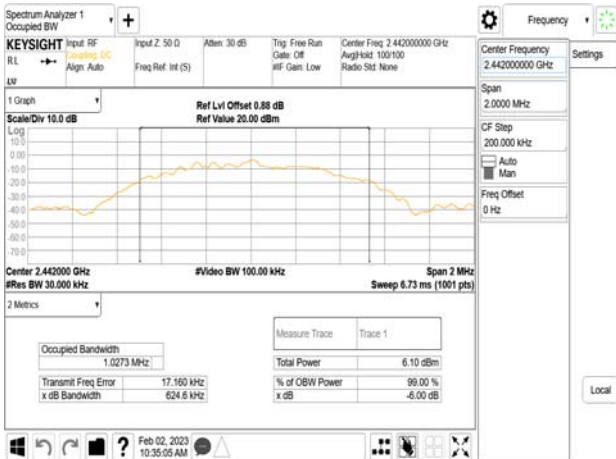 Spectrum Analyzer 1
Occupied BW
+
Frequency
KEYSIGHT
RL
Input: RF
Coupling: DC
Align: Auto
Input Z: 50 Ω
Freq Ref: Int (S)
Atten: 30 dB
Trig: Free Run
Gate: Off
#IF Gain: Low
Center Freq: 2.442000000 GHz
Avg|Hold: 100/100
Radio Std: None
Center Frequency
2.442000000 GHz
Settings
Span
2.0000 MHz
CF Step
200.000 kHz
Auto
Man
Freq Offset
0 Hz
Local
1 Graph
Scale/Div 10.0 dB
Ref Lvl Offset 0.88 dB
Ref Value 20.00 dBm
Log
10.0
0.00
-10.0
-20.0
-30.0
-40.0
-50.0
-60.0
-70.0
Center 2.442000 GHz
#Video BW 100.00 kHz
Span 2 MHz
#Res BW 30.000 kHz
Sweep 6.73 ms (1001 pts)
2 Metrics
Measure Trace Trace 1
Occupied Bandwidth
1.0273 MHz
Total Power 6.10 dBm
Transmit Freq Error 17.160 kHz
% of OBW Power 99.00 %
x dB Bandwidth 624.6 kHz
x dB -6.00 dB
?
Feb 02, 2023
10:35:05 AM